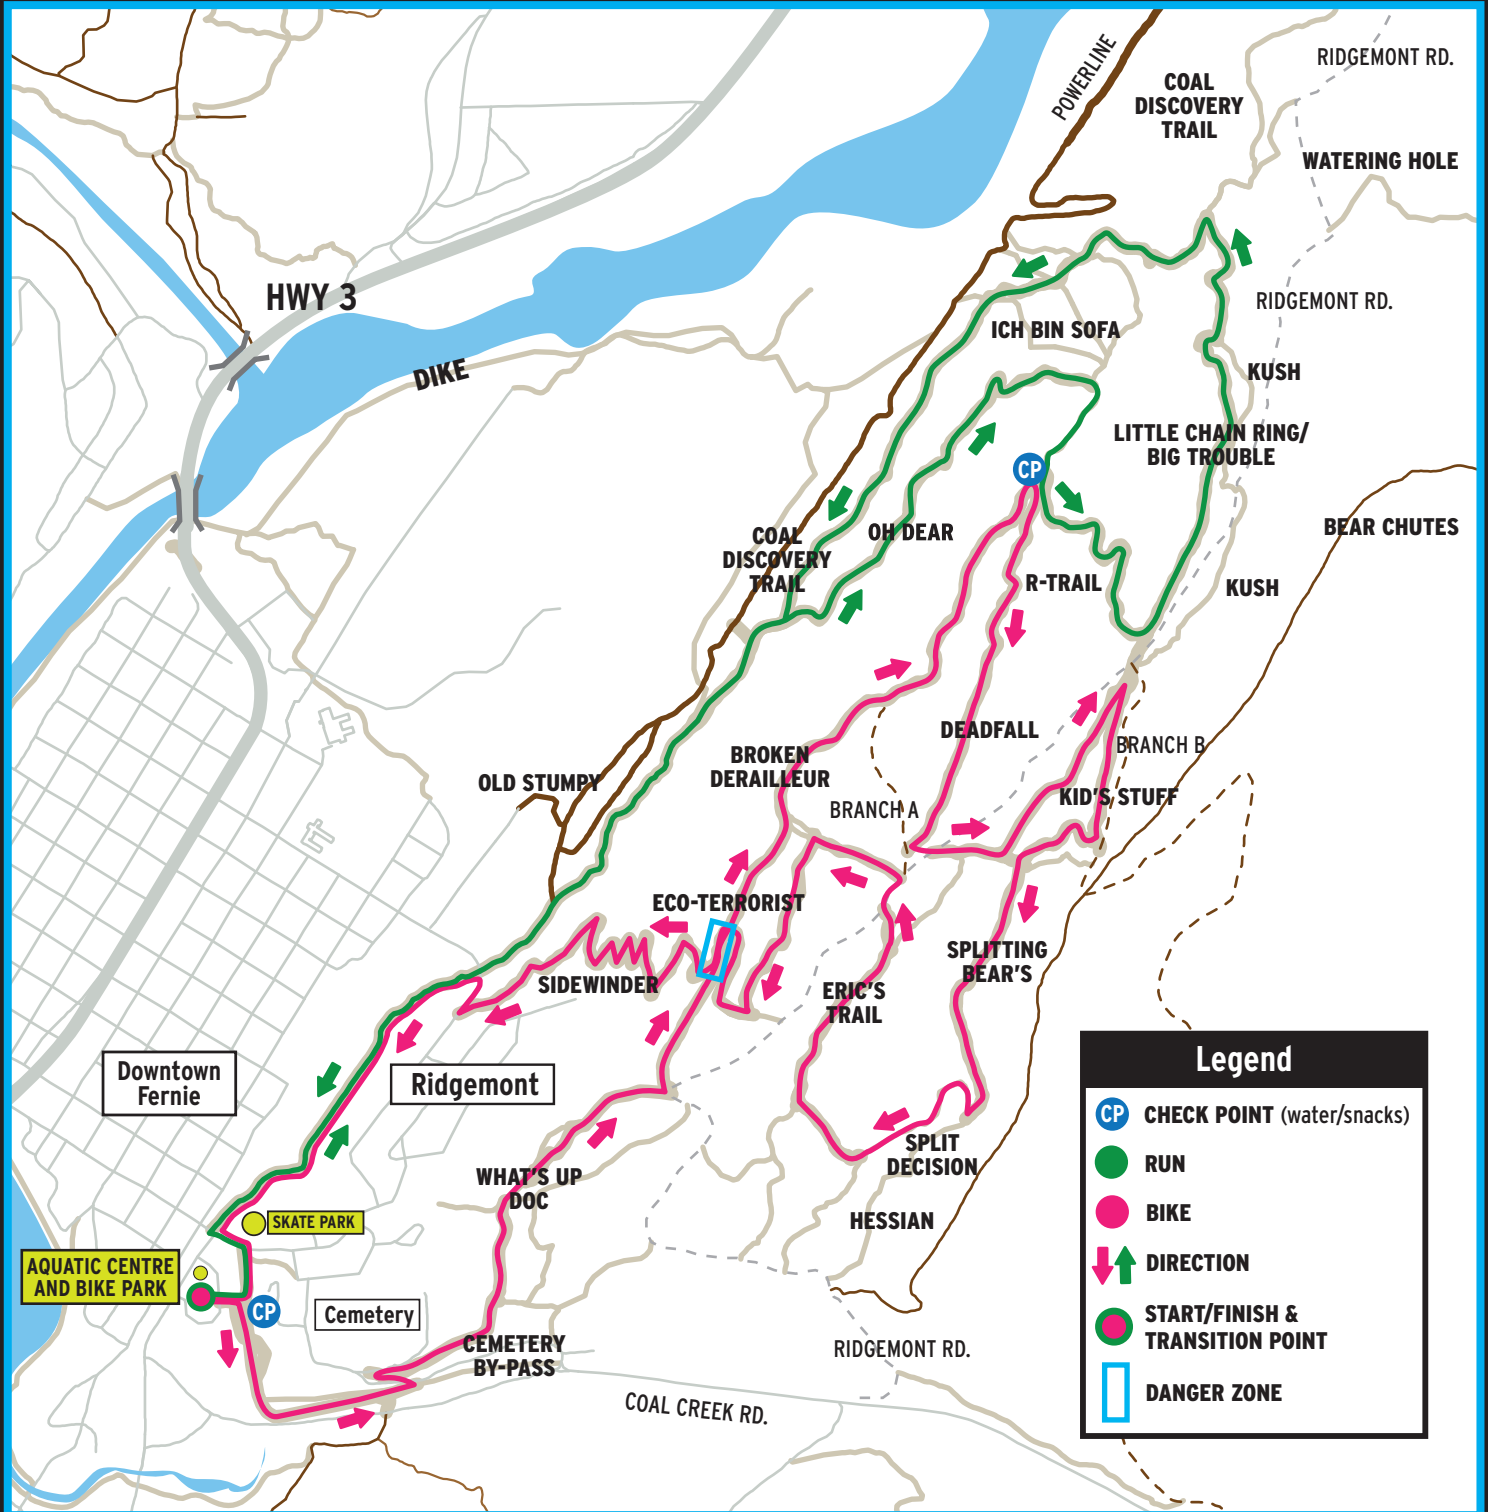 RIDGEMONT RD.
POWERLINE
COAL
DISCOVERY
TRAIL
WATERING HOLE
HWY 3
RIDGEMONT RD.
ICH BIN SOFA
DIKE
KUSH
LITTLE CHAIN RING/
BIG TROUBLE
CP
BEAR CHUTES
OH DEAR
COAL
DISCOVERY
TRAIL
R-TRAIL
KUSH
DEADFALL
BRANCH B
BROKEN
DERAILLEUR
OLD STUMPY
KID'S STUFF
BRANCH A
ECO-TERRORIST
SPLITTING
BEAR'S
SIDEWINDER
ERIC'S
TRAIL
Downtown
Fernie
Ridgemont
SPLIT
DECISION
WHAT'S UP
DOC
HESSIAN
SKATE PARK
AQUATIC CENTRE
AND BIKE PARK
CP
Cemetery
CEMETERY
BY-PASS
RIDGEMONT RD.
COAL CREEK RD.
Legend
CP CHECK POINT (water/snacks)
RUN
BIKE
DIRECTION
START/FINISH &
TRANSITION POINT
DANGER ZONE